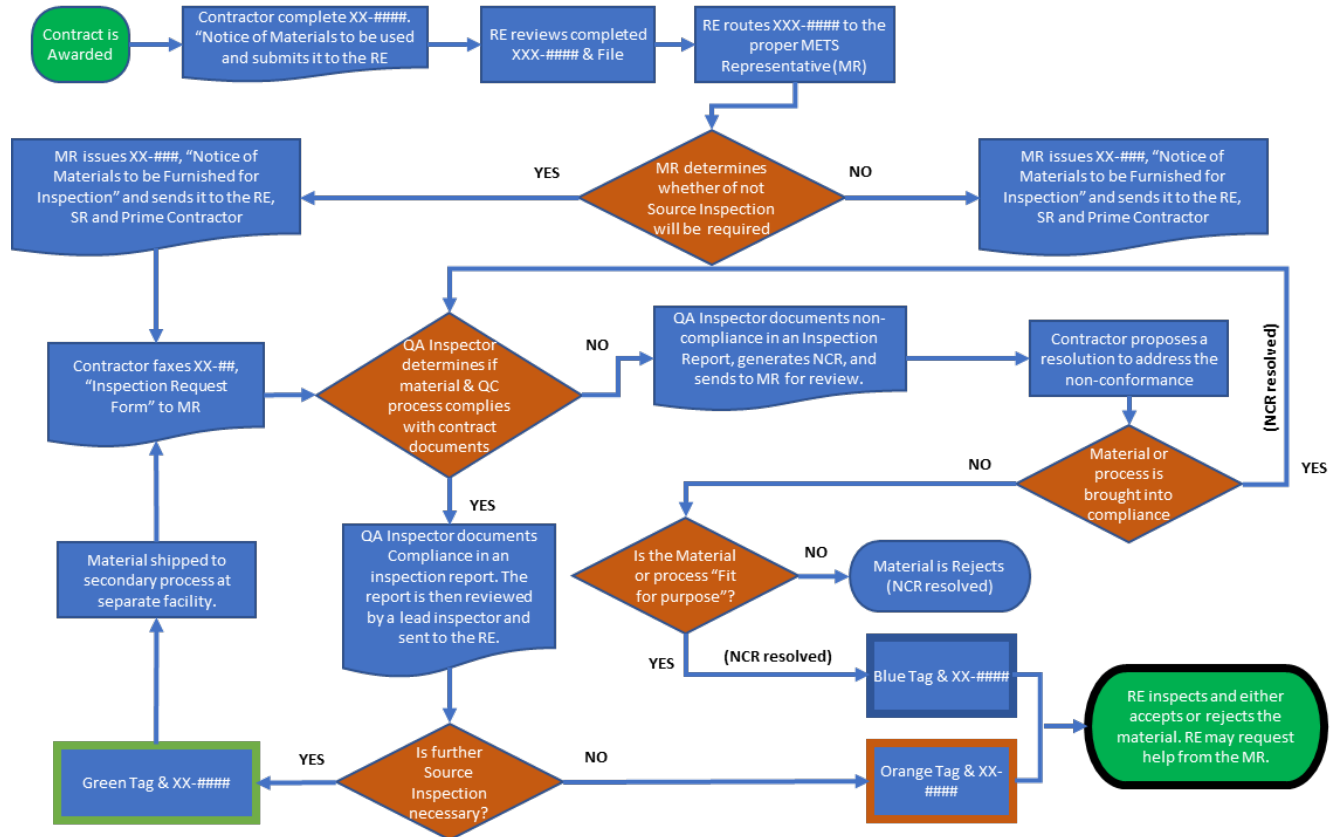 Contract is
Awarded
Contractor complete XX-####.
“Notice of Materials to be used
and submits it to the RE
RE reviews completed
XXX-#### & File
RE routes XXX-#### to the
proper METS
Representative (MR)
MR issues XX-###, “Notice of
Materials to be Furnished for
Inspection” and sends it to the RE,
SR and Prime Contractor
YES
MR determines
whether of not
Source Inspection
will be required
NO
MR issues XX-###, “Notice of
Materials to be Furnished for
Inspection” and sends it to the RE,
SR and Prime Contractor
Contractor faxes XX-##,
“Inspection Request
Form” to MR
QA Inspector
determines if
material & QC
process complies
with contract
documents
NO
QA Inspector documents non-
compliance in an Inspection
Report, generates NCR, and
sends to MR for review.
Contractor proposes a
resolution to address the
non-conformance
(NCR resolved)
YES
Material or
process is
brought into
compliance
NO
YES
QA Inspector documents
Compliance in an
inspection report. The
report is then reviewed
by a lead inspector and
sent to the RE.
Is the Material
or process “Fit
for purpose”?
NO
Material is Rejects
(NCR resolved)
Material shipped to
secondary process at
separate facility.
YES
(NCR resolved)
Blue Tag & XX-####
RE inspects and either
accepts or rejects the
material. RE may request
help from the MR.
Green Tag & XX-####
YES
Is further
Source
Inspection
necessary?
NO
Orange Tag & XX-
####